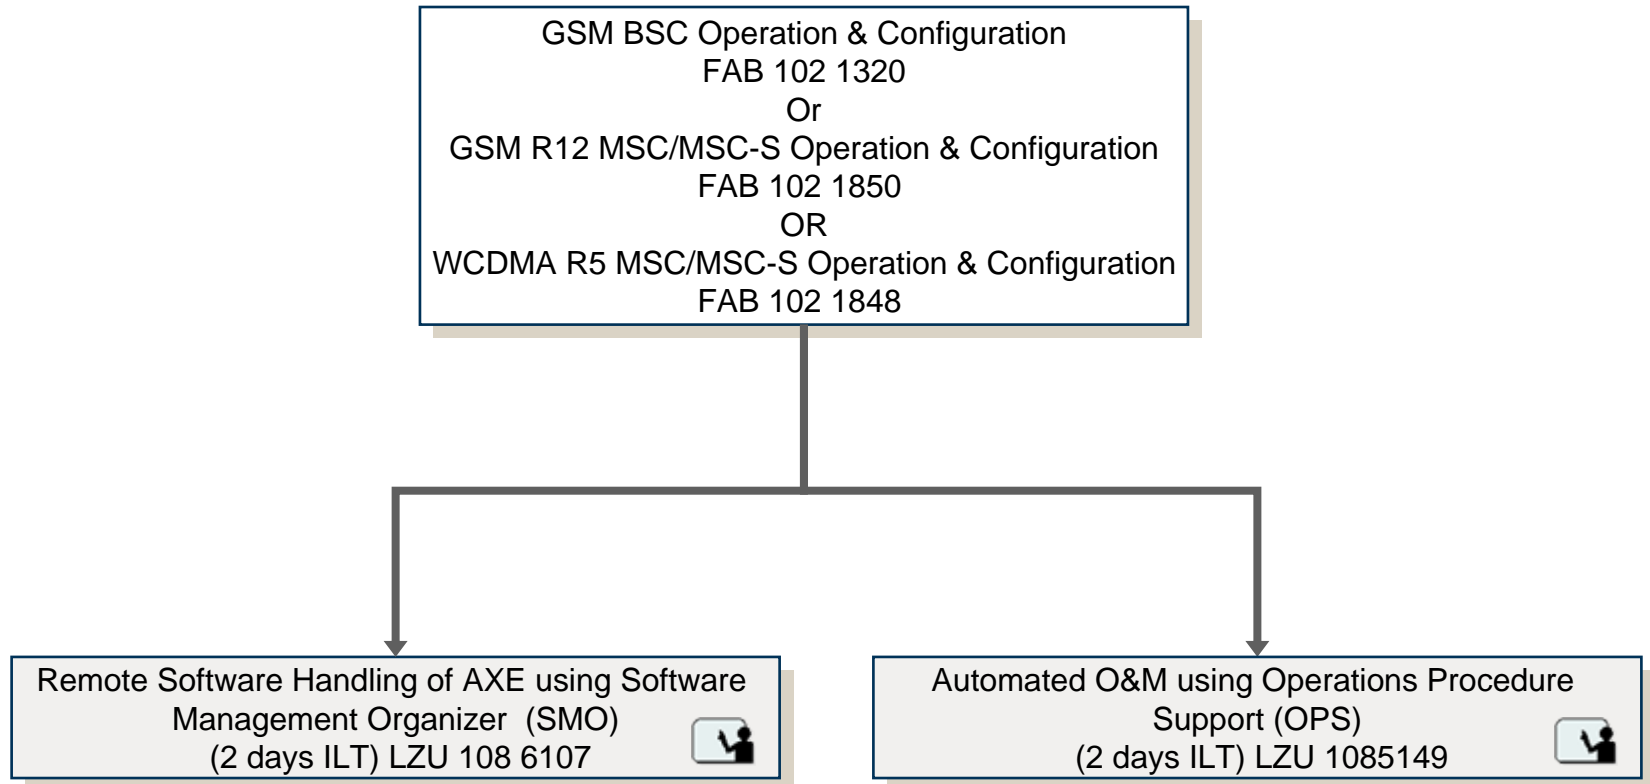 GSM BSC Operation & Configuration
FAB 102 1320
Or
GSM R12 MSC/MSC-S Operation & Configuration
FAB 102 1850
OR
WCDMA R5 MSC/MSC-S Operation & Configuration
FAB 102 1848
Remote Software Handling of AXE using Software
Management Organizer (SMO)
(2 days ILT) LZU 108 6107
Automated O&M using Operations Procedure
Support (OPS)
(2 days ILT) LZU 1085149